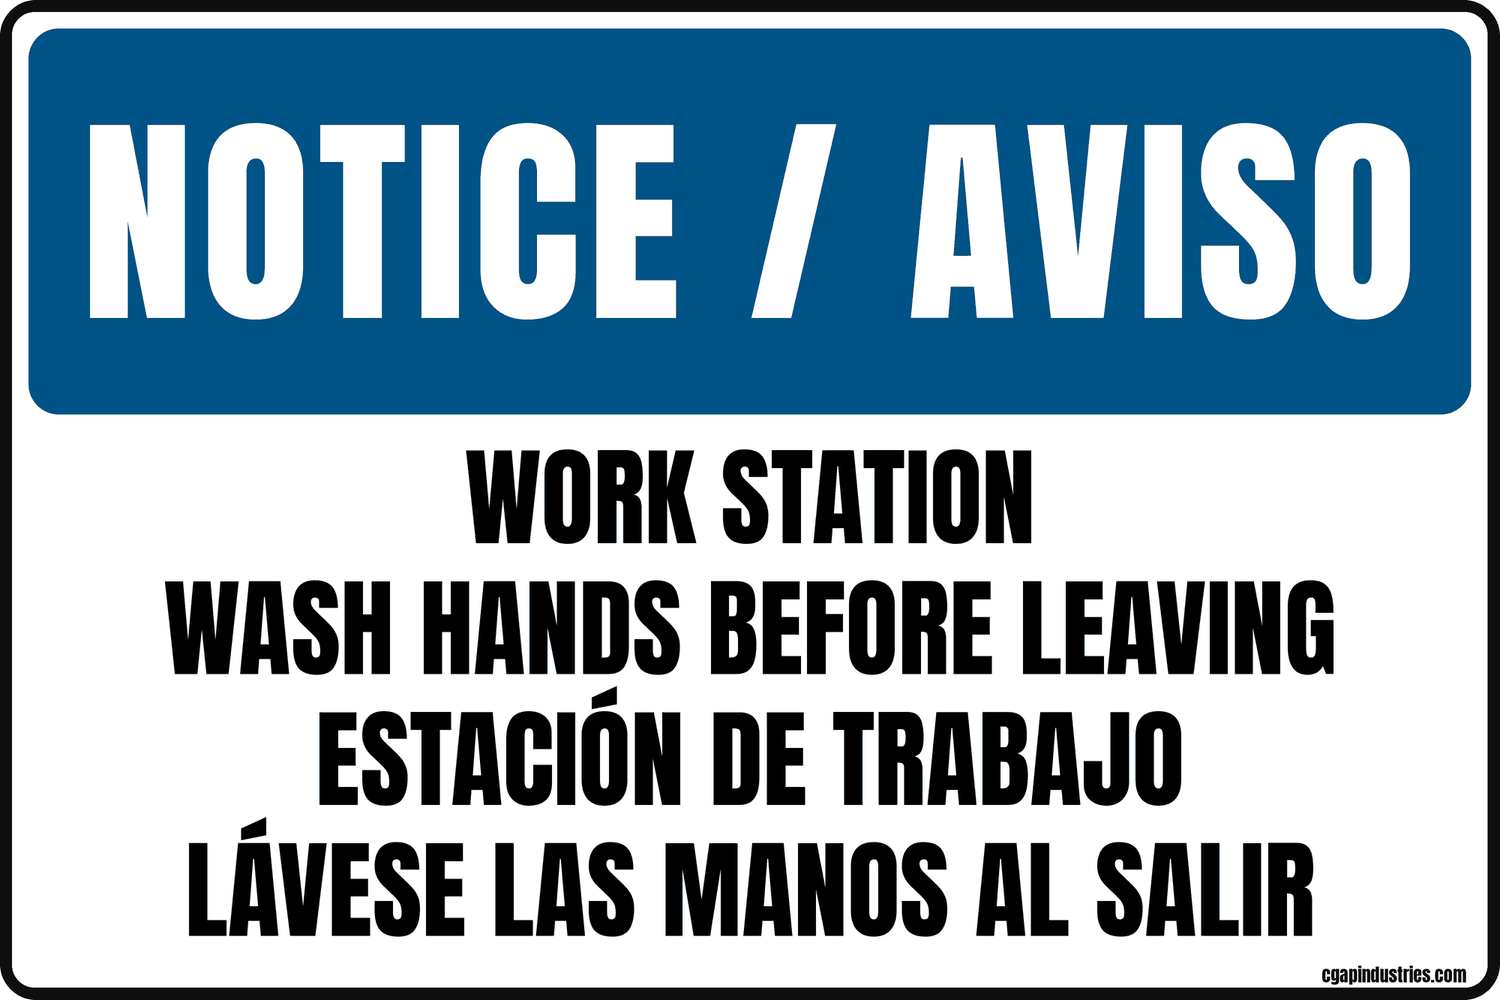 NOTICE / AVISO
WORK STATION
WASH HANDS BEFORE LEAVING
ESTACIÓN DE TRABAJO
LÁVESE LAS MANOS AL SALIR
cgapindustries.com